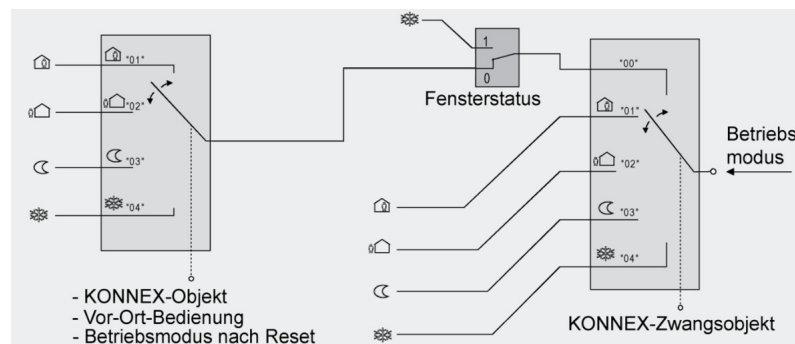 "01"
"02"
"03"
"04"
- KONNEX-Objekt
- Vor-Ort-Bedienung
- Betriebsmodus nach Reset
1
0
Fensterstatus
"00"
"01"
"02"
"03"
"04"
Betriebs
modus
KONNEX-Zwangsobjekt